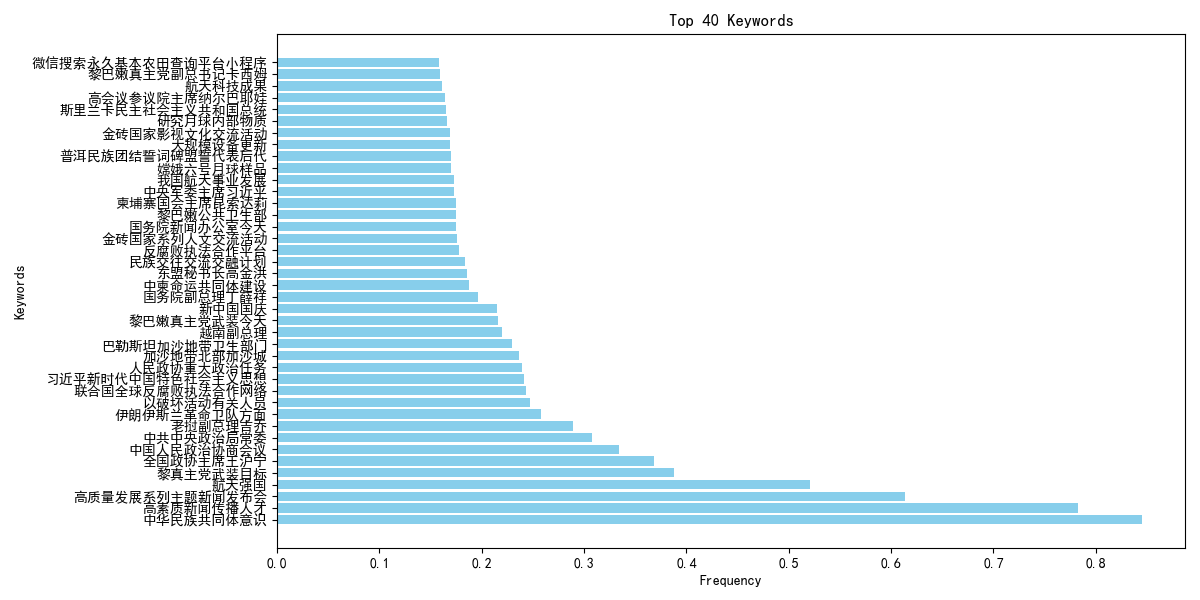 Top 40 Keywords
微信搜索永久基本农田查询平台小程序
黎巴嫩真主党副总书记卡西姆
航天科技成果
高会议参议院主席纳尔巴耶娃
斯里兰卡民主社会主义共和国总统
研究月球内部物质
金砖国家影视文化交流活动
大规模设备更新
普洱民族团结誓词碑盟誓代表后代
嫦娥六号月球样品
我国航天事业发展
中央军委主席习近平
柬埔寨国会主席昆索达莉
黎巴嫩公共卫生部
国务院新闻办公室今天
金砖国家系列人文交流活动
反腐败执法合作平台
民族交往交流交融计划
东盟秘书长高金洪
中柬命运共同体建设
国务院副总理丁薛祥
新中国国庆
黎巴嫩真主党武装今天
越南副总理
巴勒斯坦加沙地带卫生部门
加沙地带北部加沙城
人民政协重大政治任务
习近平新时代中国特色社会主义思想
联合国全球反腐败执法合作网络
以破坏活动有关人员
伊朗伊斯兰革命卫队方面
老挝副总理吉乔
中共中央政治局常委
中国人民政治协商会议
全国政协主席王沪宁
黎真主党武装目标
航天强国
高质量发展系列主题新闻发布会
高素质新闻传播人才
中华民族共同体意识
Keywords
0.0 0.1 0.2 0.3 0.4 0.5 0.6 0.7 0.8
Frequency